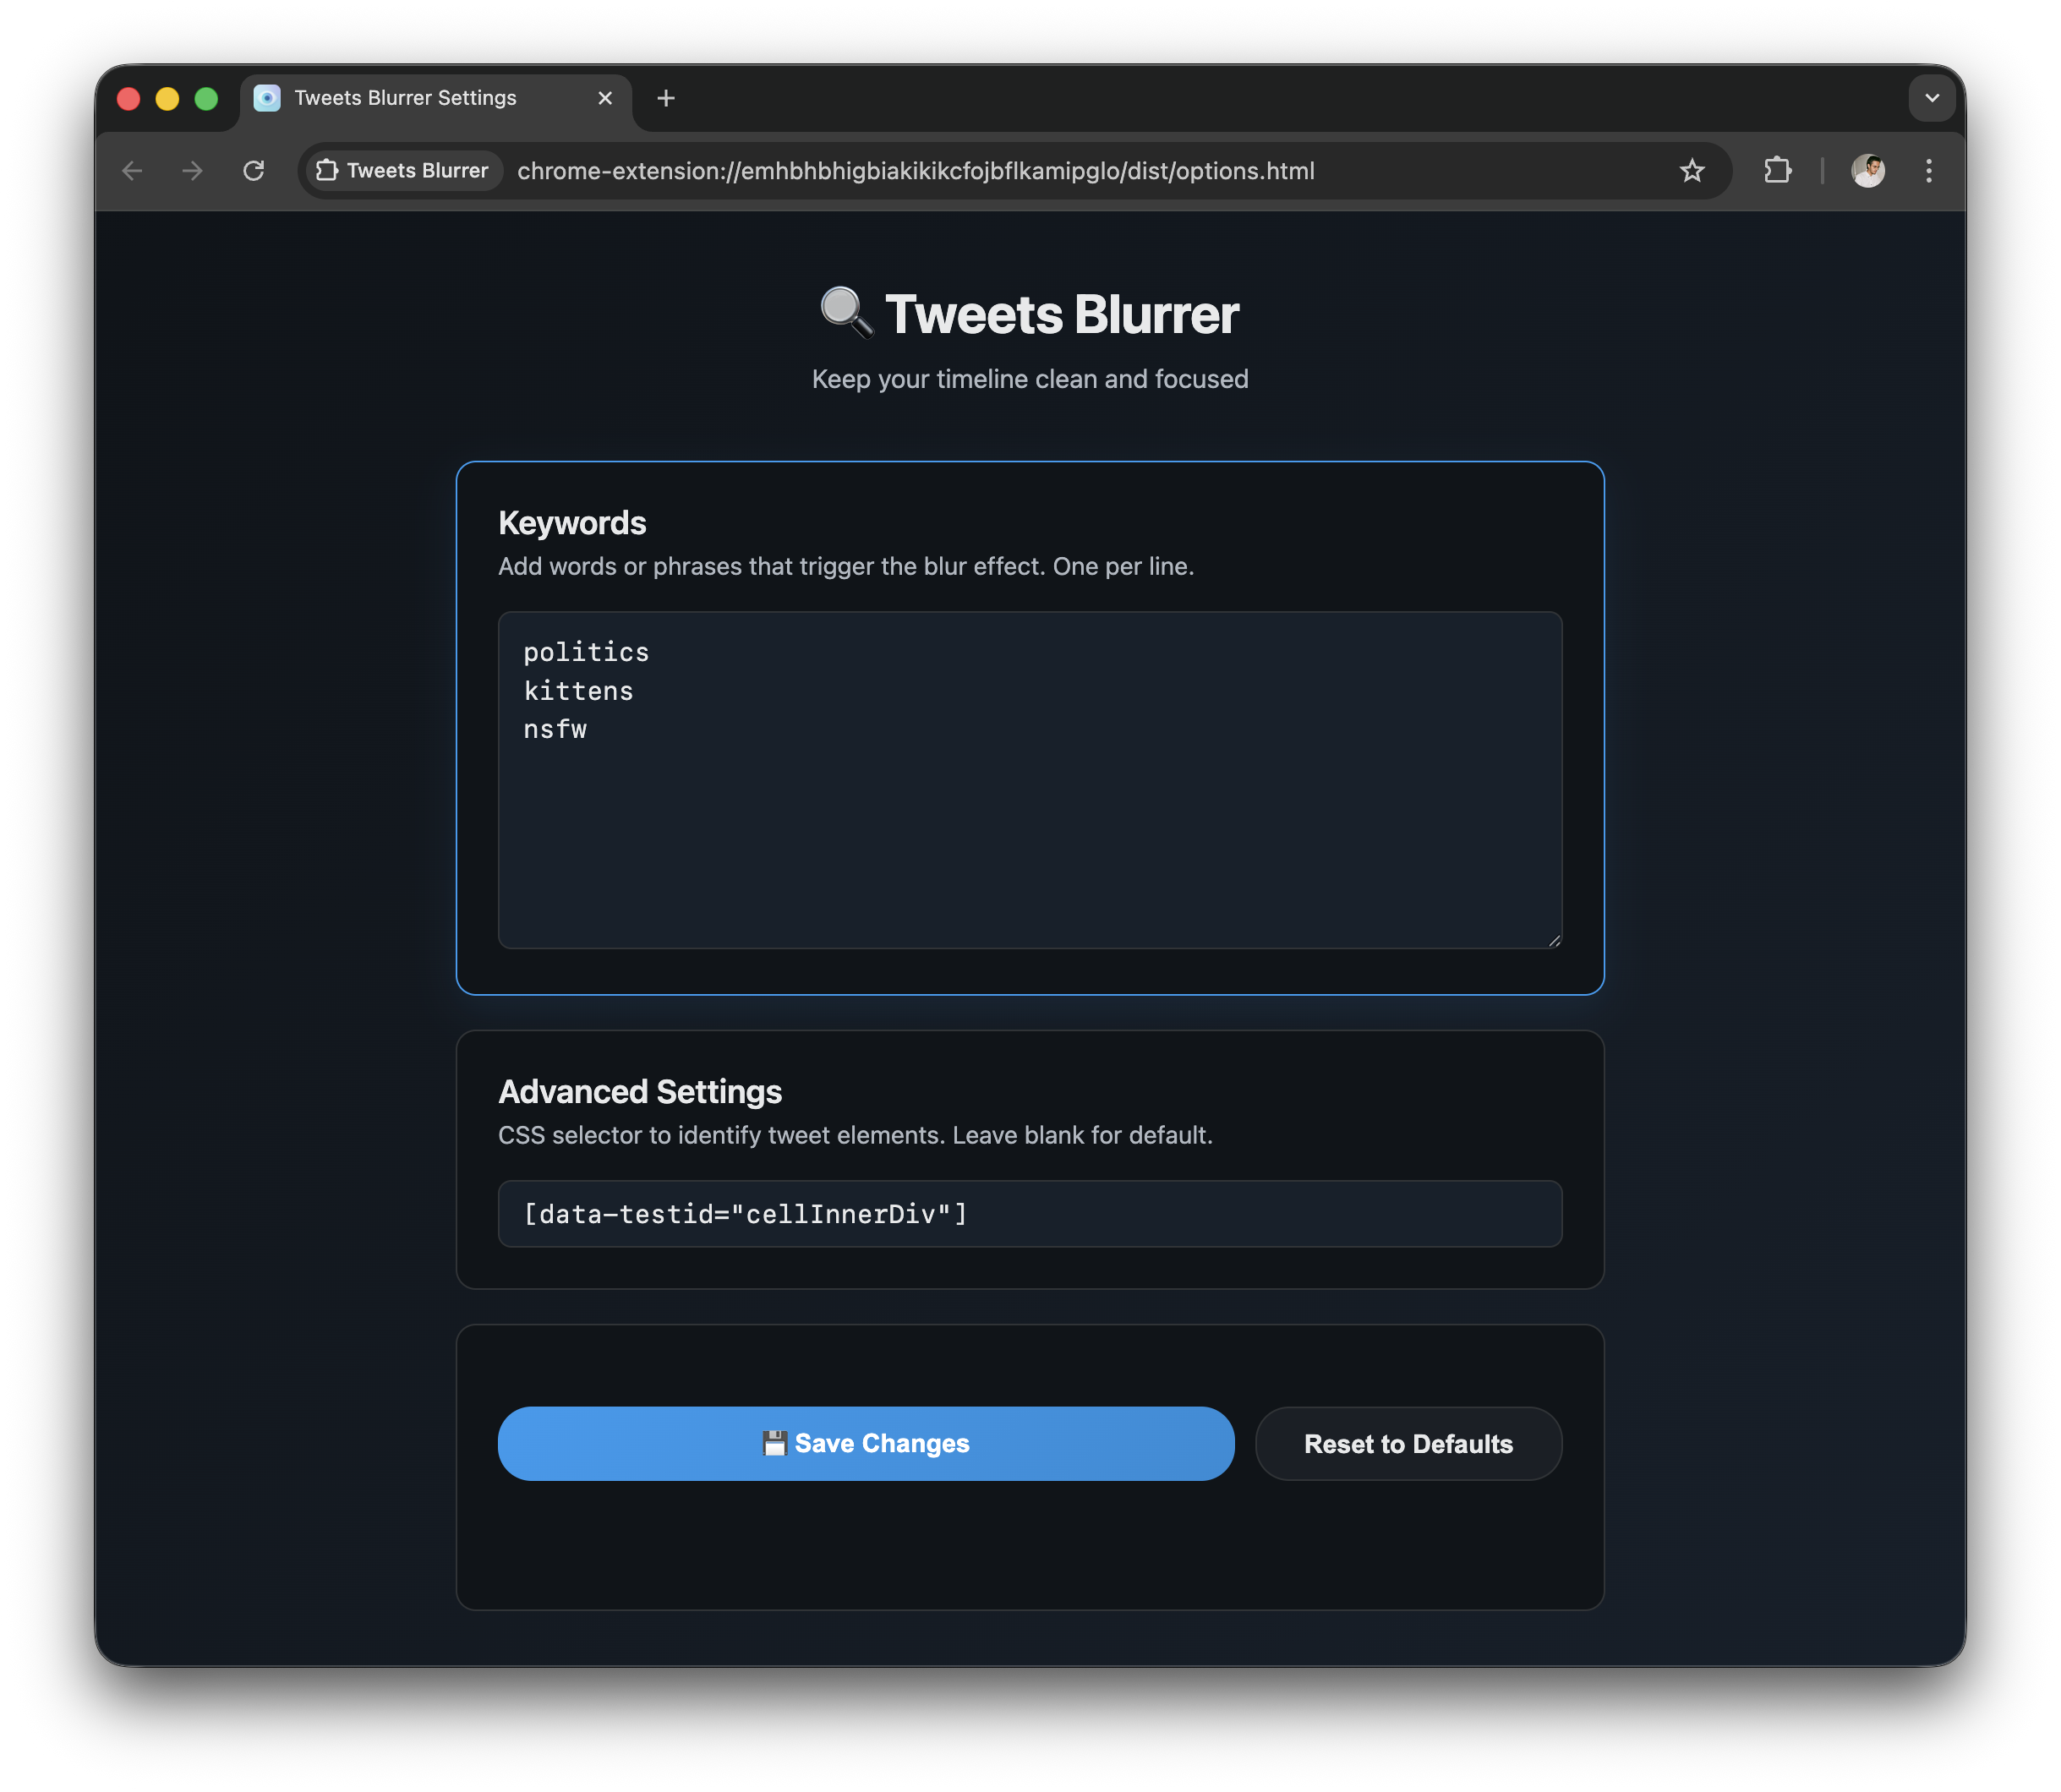 Tweets Blurrer Settings
Tweets Blurrer
chrome-extension://emhbhbhigbiakikikcfojbflkamipglo/dist/options.html
Tweets Blurrer
Keep your timeline clean and focused
Keywords
Add words or phrases that trigger the blur effect. One per line.
politics
kittens
nsfw
Advanced Settings
CSS selector to identify tweet elements. Leave blank for default.
[data-testid="cellInnerDiv"]
Save Changes
Reset to Defaults